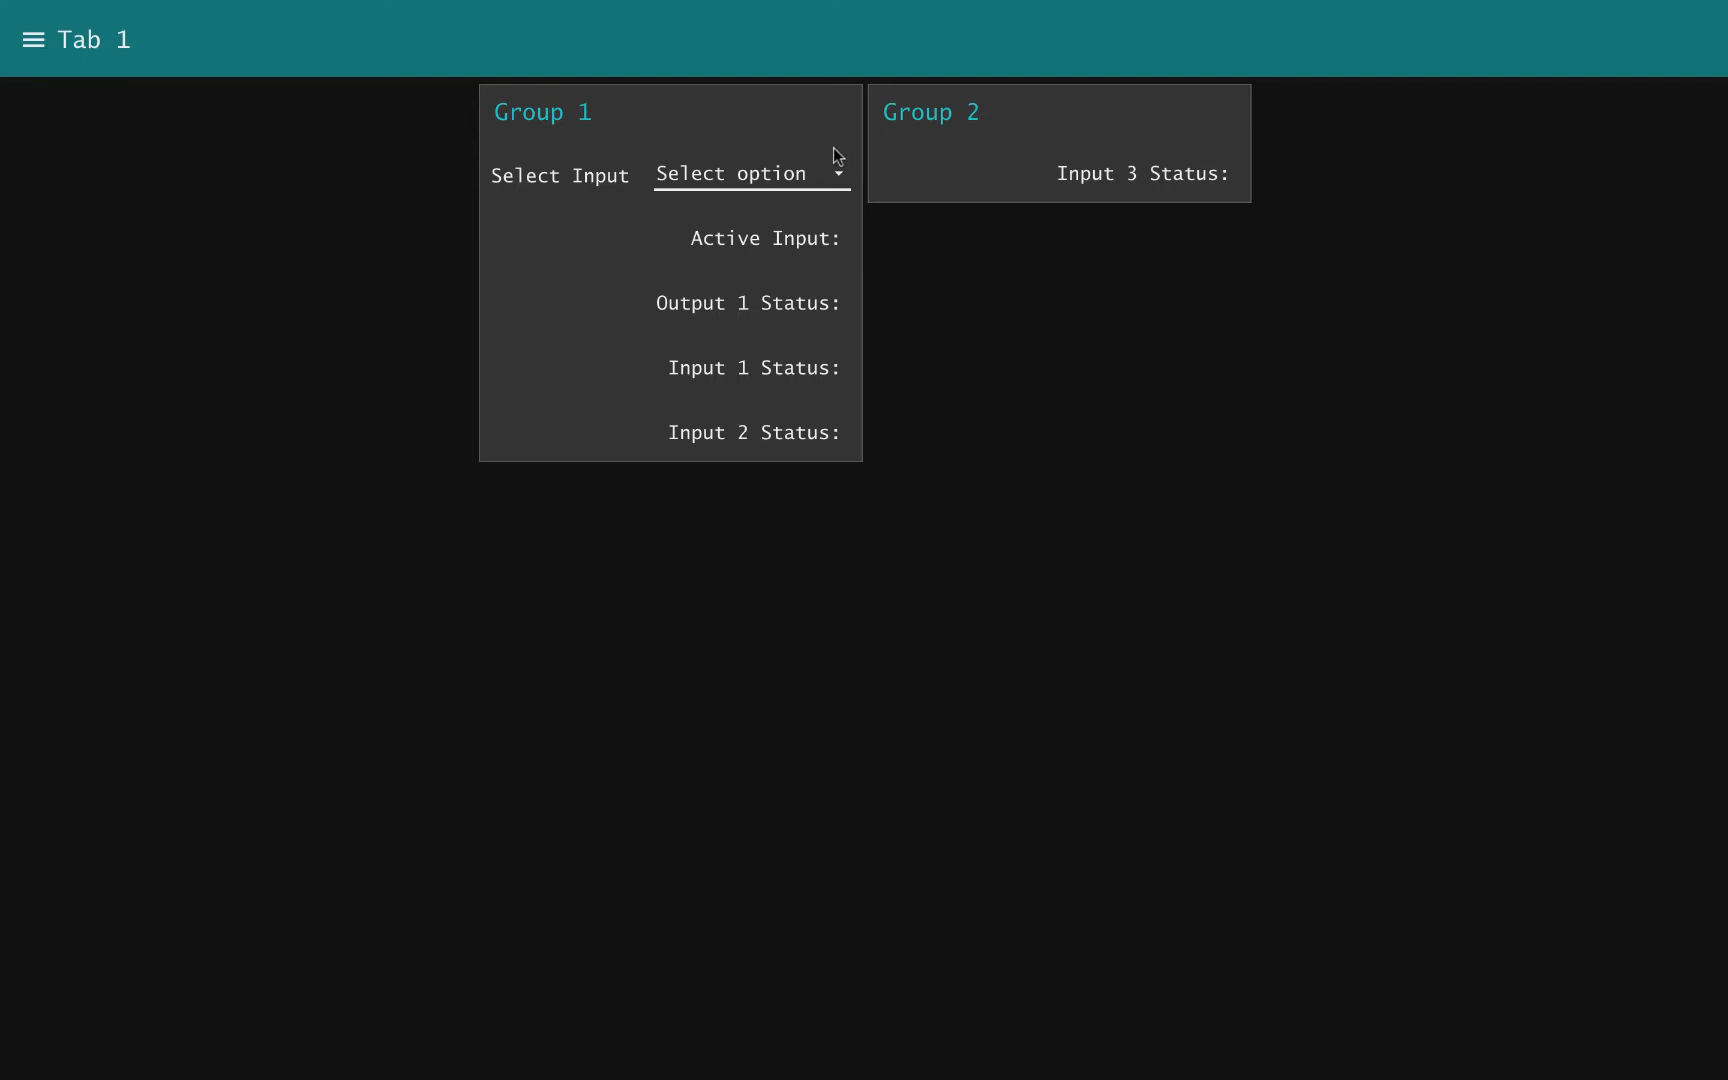 Tab 1
Group 1
Select Input Select option
Active Input:
Output 1 Status:
Input 1 Status:
Input 2 Status:
Group 2
Input 3 Status: